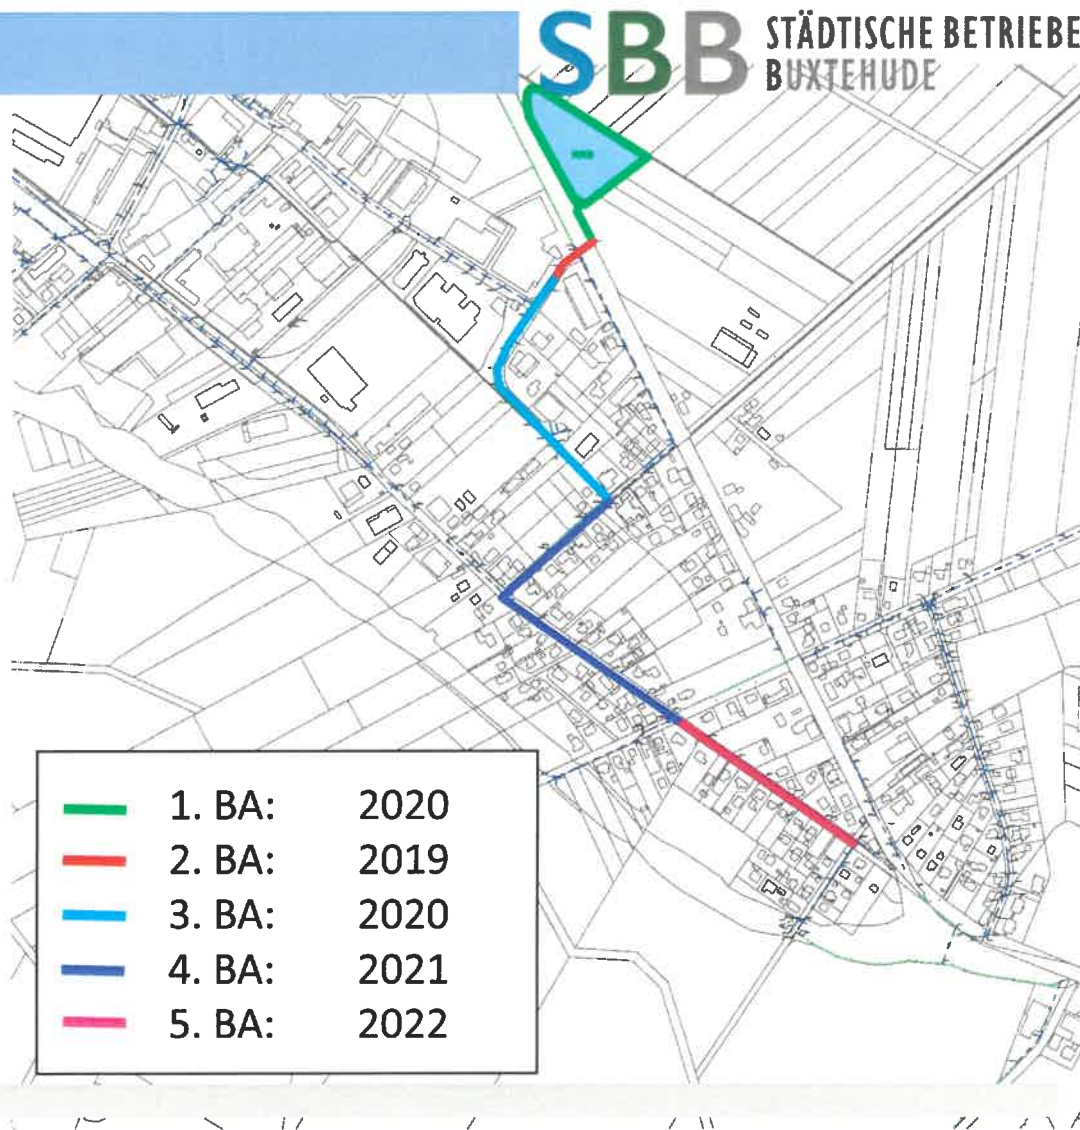 SBB STÄDTISCHE BETRIEBE
BUXTEHUDE
1. BA: 2020
2. BA: 2019
3. BA: 2020
4. BA: 2021
5. BA: 2022